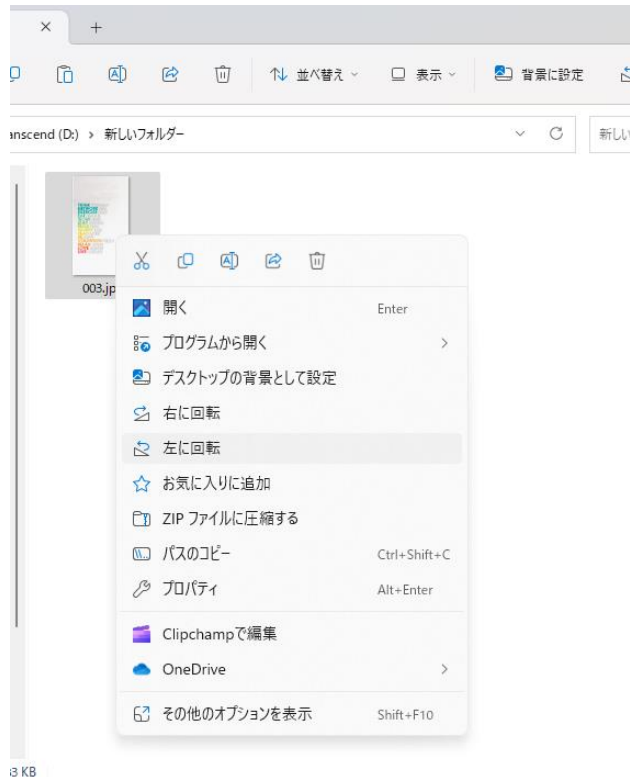 並べ替え
表示
背景に設定
anscend (D:) › 新しいフォルダー
新しい
003.jp
開く Enter
プログラムから開く
デスクトップの背景として設定
右に回転
左に回転
お気に入りに追加
ZIP ファイルに圧縮する
パスのコピー Ctrl+Shift+C
プロパティ Alt+Enter
Clipchampで編集
OneDrive
その他のオプションを表示 Shift+F10
KB